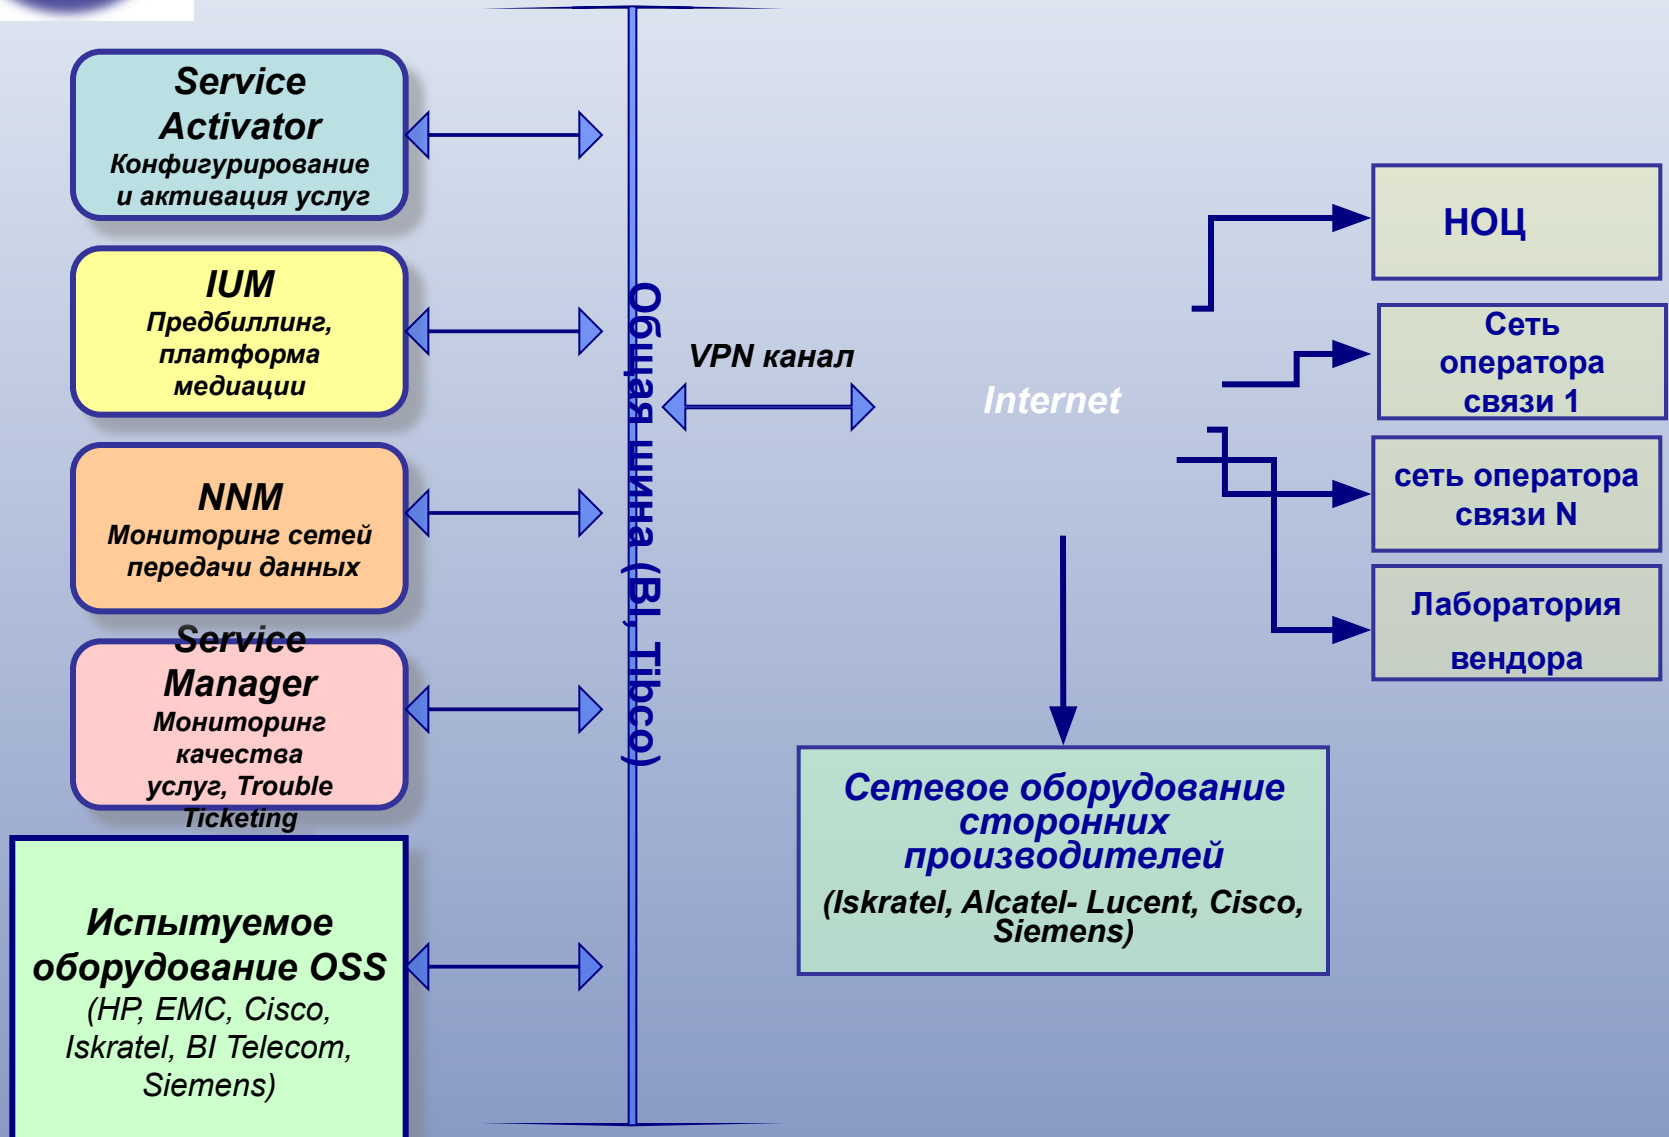 Service
Activator
Конфигурирование
и активация услуг
IUM
Предбиллинг,
платформа
медиации
NNM
Мониторинг сетей
передачи данных
Service
Manager
Мониторинг
качества
услуг, Trouble
Ticketing
Испытуемое
оборудование OSS
(HP, EMC, Cisco,
Iskratel, BI Telecom,
Siemens)
Общая шина (BI, Tibco)
VPN канал
Internet
НОЦ
Сеть
оператора
связи 1
сеть оператора
связи N
Лаборатория
вендора
Сетевое оборудование
сторонних
производителей
(Iskratel, Alcatel- Lucent, Cisco,
Siemens)